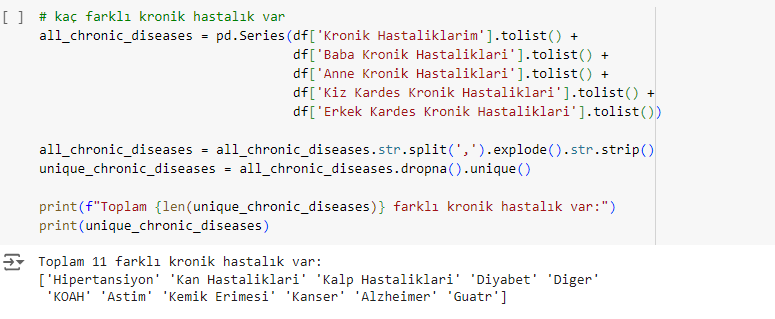 [ ] # kaç farklı kronik hastalık var
all_chronic_diseases = pd.Series(df['Kronik Hastaliklarim'].tolist() +
df['Baba Kronik Hastaliklari'].tolist() +
df['Anne Kronik Hastaliklari'].tolist() +
df['Kiz Kardes Kronik Hastaliklari'].tolist() +
df['Erkek Kardes Kronik Hastaliklari'].tolist())
all_chronic_diseases = all_chronic_diseases.str.split(',').explode().str.strip()
unique_chronic_diseases = all_chronic_diseases.dropna().unique()
print(f"Toplam {len(unique_chronic_diseases)} farklı kronik hastalık var:")
print(unique_chronic_diseases)
Toplam 11 farklı kronik hastalık var:
['Hipertansiyon' 'Kan Hastaliklari' 'Kalp Hastaliklari' 'Diyabet' 'Diger'
'KOAH' 'Astim' 'Kemik Erimesi' 'Kanser' 'Alzheimer' 'Guatr']